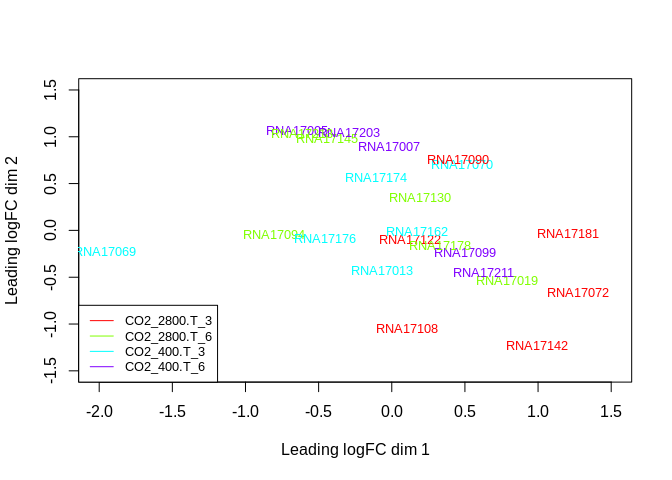 1.5
1.0
0.5
0.0
-0.5
-1.0
-1.5
Leading logFC dim 2
RNA17005
RNA17203
RNA17145
RNA17007
RNA17090
RNA17070
RNA17174
RNA17130
RNA17094
RNA17176
RNA17162
RNA17122
RNA17178
RNA17181
RNA17069
RNA17099
RNA17013
RNA17211
RNA17019
RNA17072
RNA17108
RNA17142
CO2_2800.T_3
CO2_2800.T_6
CO2_400.T_3
CO2_400.T_6
-2.0 -1.5 -1.0 -0.5 0.0 0.5 1.0 1.5
Leading logFC dim 1